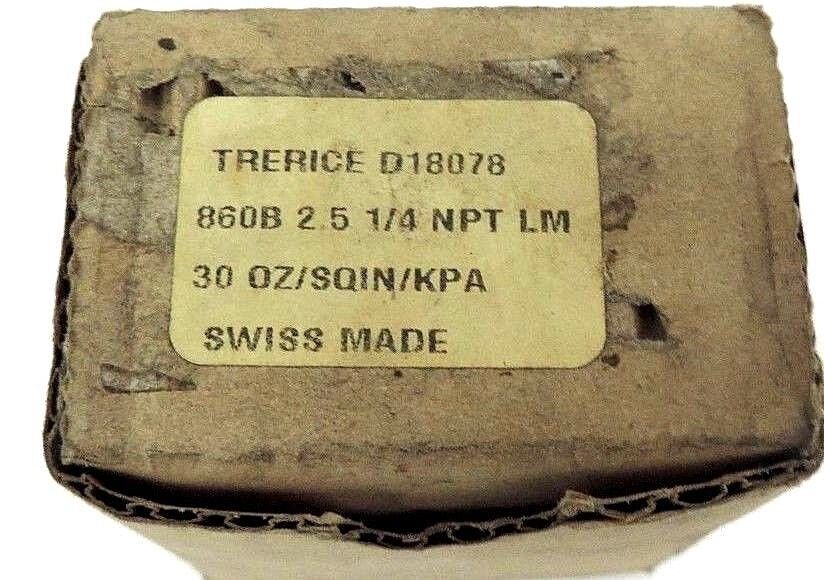 TRERICE D18078
860B 2.5 1/4 NPT LM
30 OZ/SQIN/KPA
SWISS MADE